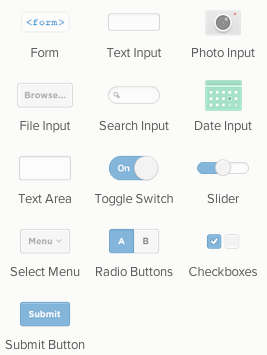 <form>
Form
Text Input
Photo Input
Browse...
File Input
Search Input
Date Input
Text Area
On
Toggle Switch
Slider
Menu
Select Menu
A B
Radio Buttons
Checkboxes
Submit
Submit Button